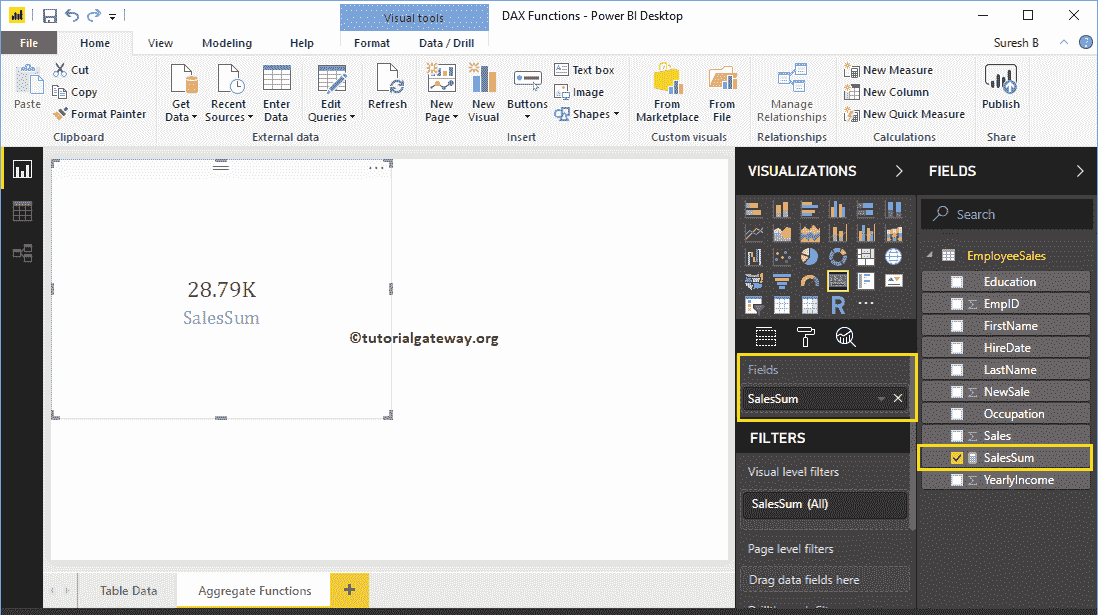 Visual tools
DAX Functions - Power BI Desktop
File
Home
View
Modeling
Help
Format
Data / Drill
Suresh B
Paste
Cut
Copy
Format Painter
Clipboard
Get Data
Recent Sources
Enter Data
Edit Queries
Refresh
External data
New Page
New Visual
Buttons
Text box
Image
Shapes
Insert
From Marketplace
From File
Custom visuals
Manage Relationships
Relationships
New Measure
New Column
New Quick Measure
Calculations
Publish
Share
28.79K
SalesSum
©tutorialgateway.org
VISUALIZATIONS
R
Fields
SalesSum
FILTERS
Visual level filters
SalesSum (All)
Page level filters
Drag data fields here
FIELDS
Search
EmployeeSales
Education
EmpID
FirstName
HireDate
LastName
NewSale
Occupation
Sales
SalesSum
YearlyIncome
Table Data
Aggregate Functions